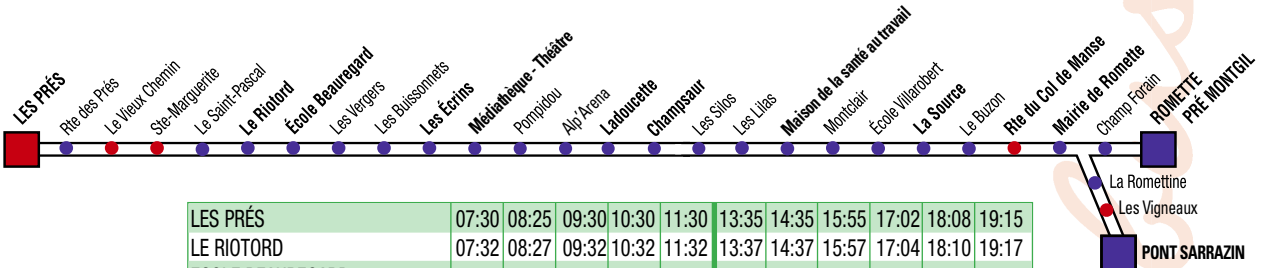 LES PRÉS
Rte des Prés
Le Vieux Chemin
Ste-Marguerite
Le Saint-Pascal
Le Riotord
École Beauregard
Les Vergers
Les Buissonnets
Les Écrins
Médiathèque - Théâtre
Pompidou
Alp'Arena
Ladoucette
Champsaur
Les Silos
Les Lilas
Maison de la santé au travail
Montclair
École Villarobert
La Source
Le Buzon
Rte du Col de Manse
Mairie de Romette
Champ Forain
ROMETTE
PRÉ MONTGIL
La Romettine
Les Vigneaux
PONT SARRAZIN
LES PRÉS 07:30 08:25 09:30 10:30 11:30 13:35 14:35 15:55 17:02 18:08 19:15
LE RIOTORD 07:32 08:27 09:32 10:32 11:32 13:37 14:37 15:57 17:04 18:10 19:17